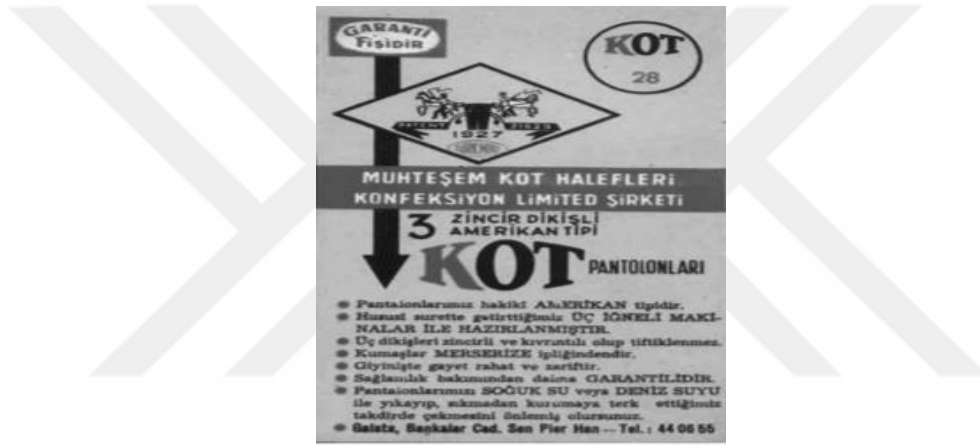 GARANTİ
FİŞİDİR
KOT
28
PATENT
1927
MUHTEŞEM KOT HALEFLERİ
KONFEKSİYON LİMİTED ŞİRKETİ
3 ZİNCİR DİKİŞLİ
AMERİKAN TİPİ
KOT PANTOLONLARI
Pantalonlarımız hakiki AMERİKAN tipidir.
Hususi surette getirttiğimiz ÜÇ İĞNELİ MAKİ-
NALAR İLE HAZIRLANMIŞTIR.
Üç dikişleri zincirli ve kıvrıntılı olup tiftiklenmez.
Kumaşlar MERSERİZE ipliğindendir.
Giyinişte gayet rahat ve zariftir.
Sağlamlık bakımından daima GARANTİLİDİR.
Pantalonlarımızı SOĞUK SU veya DENİZ SUYU
ile yıkayıp, sıkmadan kurumaya terk ettiğimiz
takdirde çekmesini önlemiş olursunuz.
Galata, Bankalar Cad. Sen Pier Han — Tel.: 44 06 55